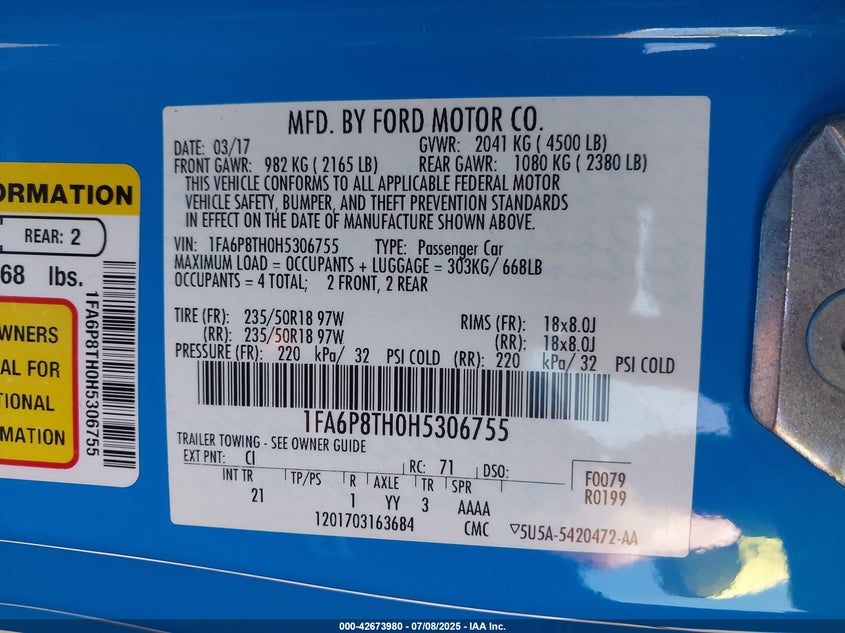 MFD. BY FORD MOTOR CO.
DATE: 03/17 GVWR: 2041 KG ( 4500 LB)
FRONT GAWR: 982 KG ( 2165 LB) REAR GAWR: 1080 KG ( 2380 LB)
THIS VEHICLE CONFORMS TO ALL APPLICABLE FEDERAL MOTOR
VEHICLE SAFETY, BUMPER, AND THEFT PREVENTION STANDARDS
IN EFFECT ON THE DATE OF MANUFACTURE SHOWN ABOVE.
VIN: 1FA6P8TH0H5306755 TYPE: Passenger Car
MAXIMUM LOAD = OCCUPANTS + LUGGAGE = 303KG/ 668LB
OCCUPANTS = 4 TOTAL; 2 FRONT, 2 REAR
TIRE (FR): 235/50R18 97W RIMS (FR): 18x8.0J
(RR): 235/50R18 97W (RR): 18x8.0J
PRESSURE (FR): 220 kPa/ 32 PSI COLD (RR): 220 kPa/ 32 PSI COLD
1FA6P8TH0H5306755
TRAILER TOWING - SEE OWNER GUIDE
EXT PNT: CI RC: 71 DSO: F0079
R0199
INT TR TP/PS R AXLE TR SPR
21 1 YY 3 AAAA
1201703163684 CMC ▽5U5A-5420472-AA
ORMATION
REAR: 2
68 lbs.
WNERS
AL FOR
TIONAL
RMATION
1FA6P8TH0H5306755
000-42673980 - 07/08/2025 - IAA Inc.